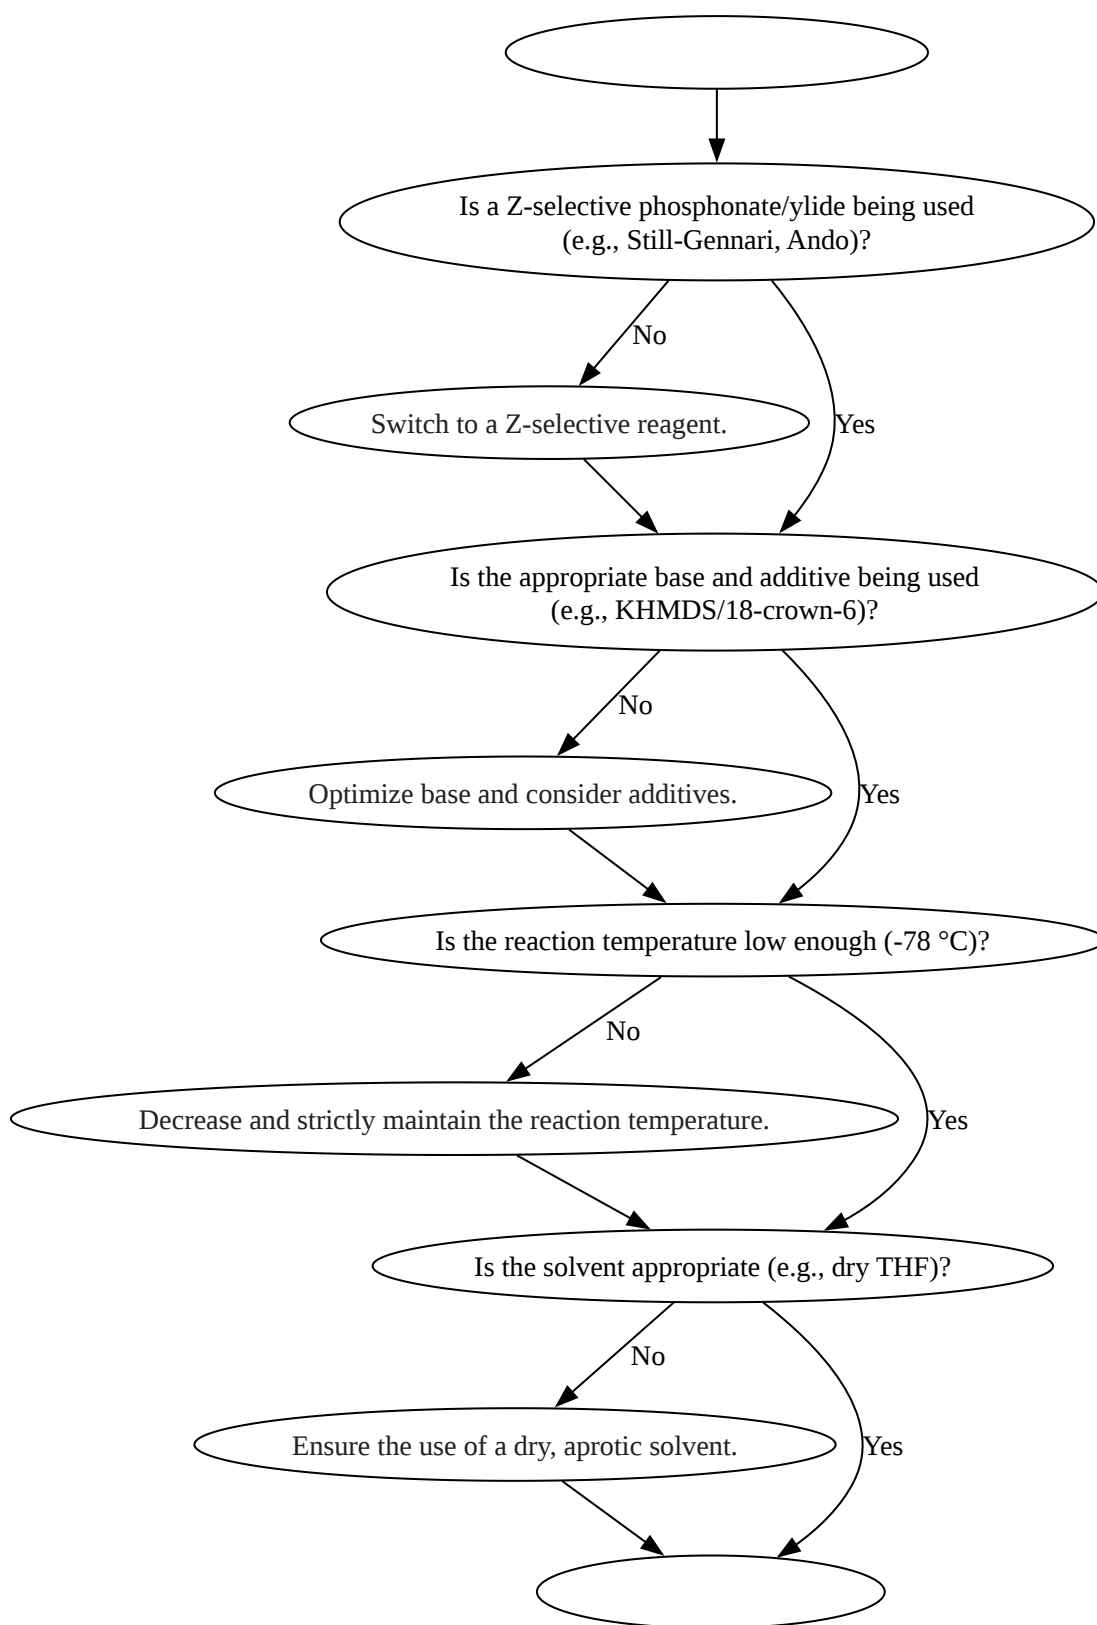 Is a Z-selective phosphonate/ylide being used
(e.g., Still-Gennari, Ando)?
No
Switch to a Z-selective reagent.
Yes
Is the appropriate base and additive being used
(e.g., KHMDS/18-crown-6)?
No
Optimize base and consider additives.
Yes
Is the reaction temperature low enough (-78 °C)?
No
Decrease and strictly maintain the reaction temperature.
Yes
Is the solvent appropriate (e.g., dry THF)?
No
Ensure the use of a dry, aprotic solvent.
Yes